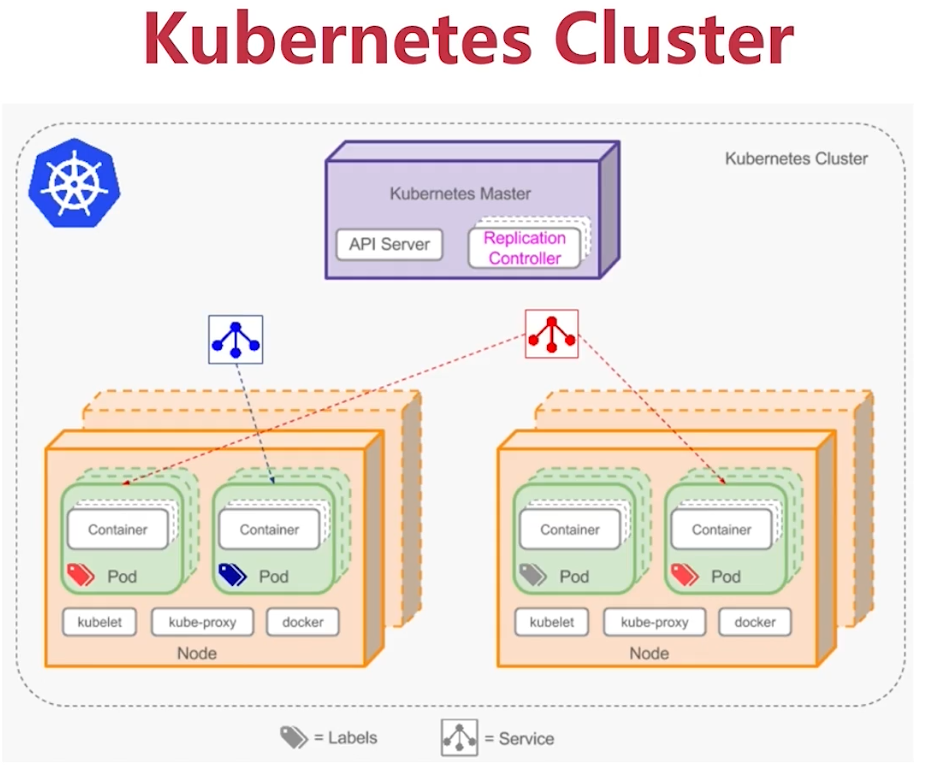 Kubernetes Cluster
Kubernetes Cluster
Kubernetes Master
API Server
Replication
Controller
Container
Container
Pod
Pod
kubelet
kube-proxy
docker
Node
Container
Container
Pod
Pod
kubelet
kube-proxy
docker
Node
= Labels
= Service